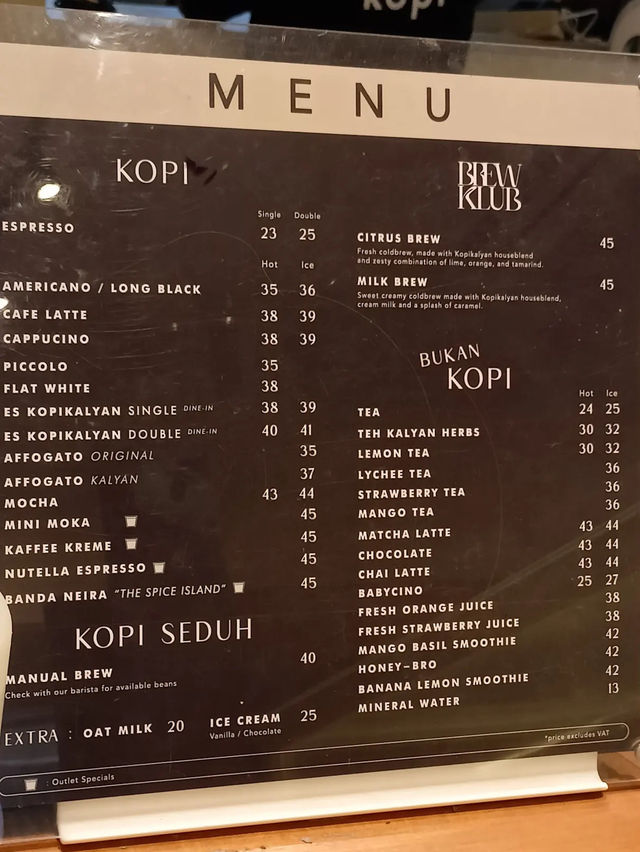 kopi
MENU
KOPI
Single Double
ESPRESSO 23 25
Hot Ice
AMERICANO / LONG BLACK 35 36
CAFE LATTE 38 39
CAPPUCINO 38 39
PICCOLO 35
FLAT WHITE 38
ES KOPIKALYAN SINGLE DINE-IN 38 39
ES KOPIKALYAN DOUBLE DINE-IN 40 41
AFFOGATO ORIGINAL 35
AFFOGATO KALYAN 37
MOCHA 43 44
MINI MOKA 45
KAFFEE KREME 45
NUTELLA ESPRESSO 45
BANDA NEIRA "THE SPICE ISLAND" 45
KOPI SEDUH
MANUAL BREW 40
Check with our barista for available beans
EXTRA : OAT MILK 20 ICE CREAM 25
Vanilla / Chocolate
: Outlet Specials
BREW
KLUB
CITRUS BREW 45
Fresh coldbrew, made with Kopikalyan houseblend
and zesty combination of lime, orange, and tamarind.
MILK BREW 45
Sweet creamy coldbrew made with Kopikalyan houseblend,
cream milk and a splash of caramel.
BUKAN
KOPI
Hot Ice
TEA 24 25
TEH KALYAN HERBS 30 32
LEMON TEA 30 32
LYCHEE TEA 36
STRAWBERRY TEA 36
MANGO TEA 36
MATCHA LATTE 43 44
CHOCOLATE 43 44
CHAI LATTE 43 44
BABYCINO 25 27
FRESH ORANGE JUICE 38
FRESH STRAWBERRY JUICE 38
MANGO BASIL SMOOTHIE 42
HONEY-BRO 42
BANANA LEMON SMOOTHIE 42
MINERAL WATER 13
*price excludes VAT